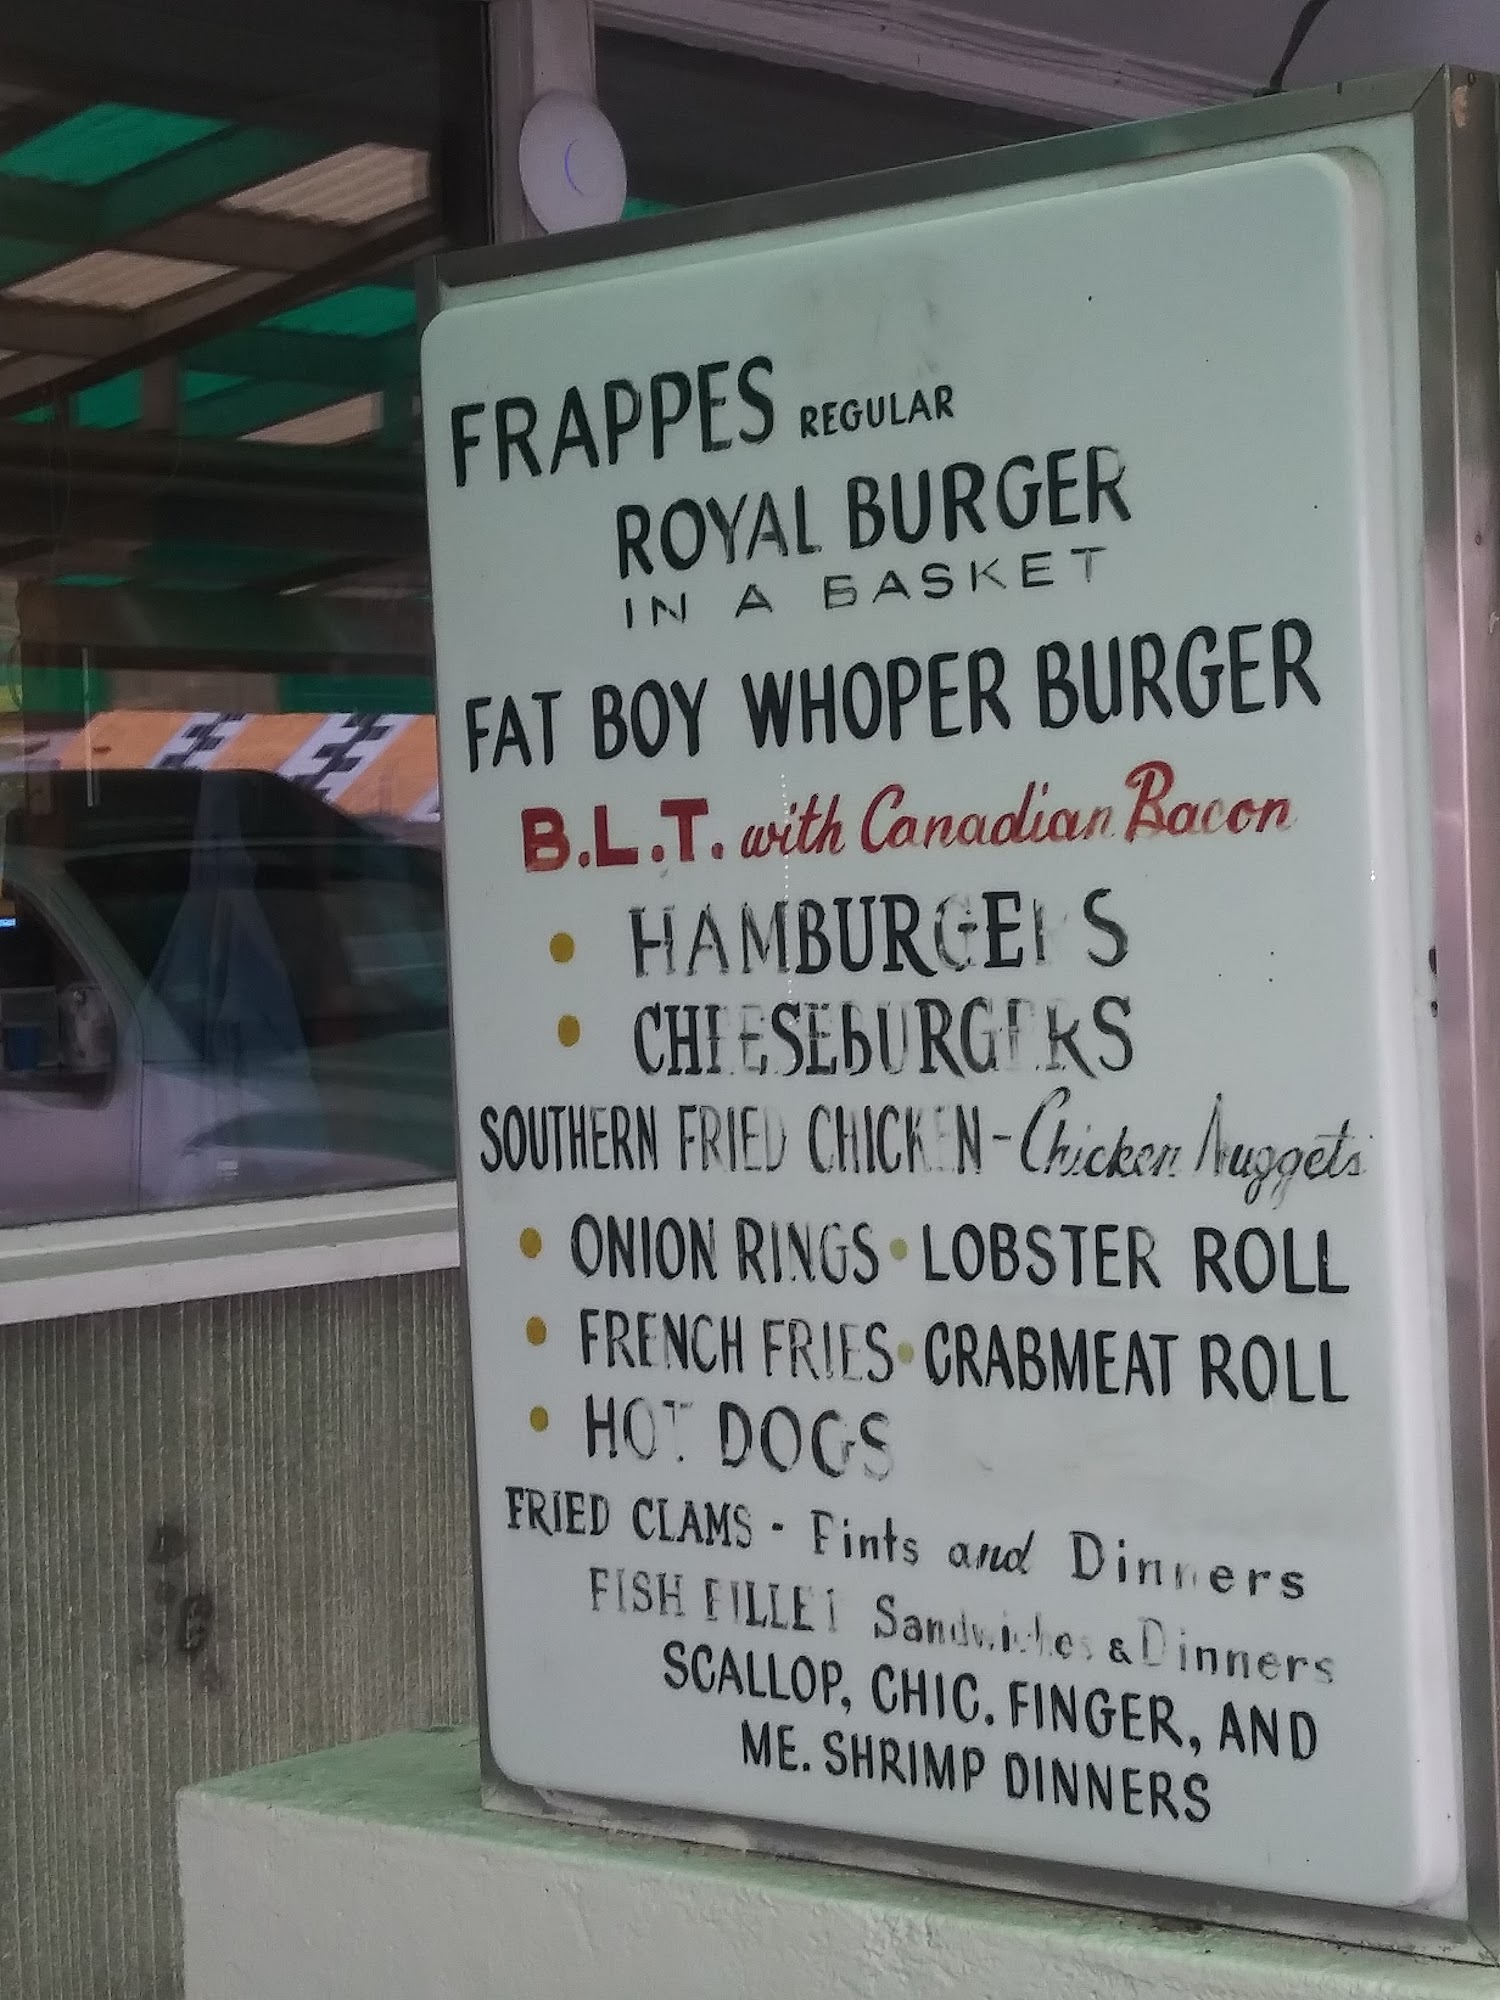 FRAPPES REGULAR
ROYAL BURGER
IN A BASKET
FAT BOY WHOPER BURGER
B.L.T. with Canadian Bacon
• HAMBURGERS
• CHEESEBURGERS
SOUTHERN FRIED CHICKEN - Chicken Nuggets
• ONION RINGS • LOBSTER ROLL
• FRENCH FRIES • CRABMEAT ROLL
• HOT DOGS
FRIED CLAMS - Pints and Dinners
FISH FILLET Sandwiches & Dinners
SCALLOP, CHIC. FINGER, AND
ME. SHRIMP DINNERS